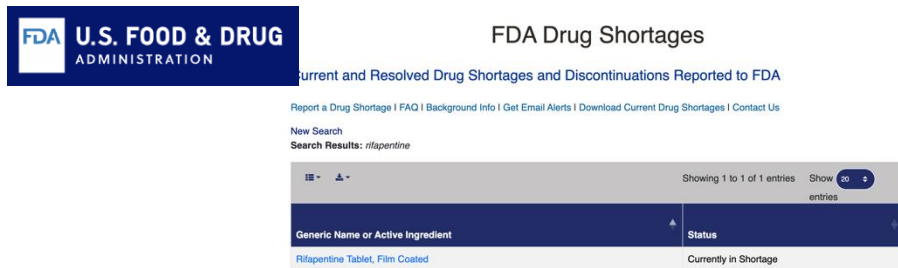 FDA U.S. FOOD & DRUG
ADMINISTRATION
FDA Drug Shortages
Current and Resolved Drug Shortages and Discontinuations Reported to FDA
Report a Drug Shortage I FAQ I Background Info I Get Email Alerts I Download Current Drug Shortages I Contact Us
New Search
Search Results: rifapentine
Showing 1 to 1 of 1 entries Show 20 entries
Generic Name or Active Ingredient Status
Rifapentine Tablet, Film Coated Currently in Shortage